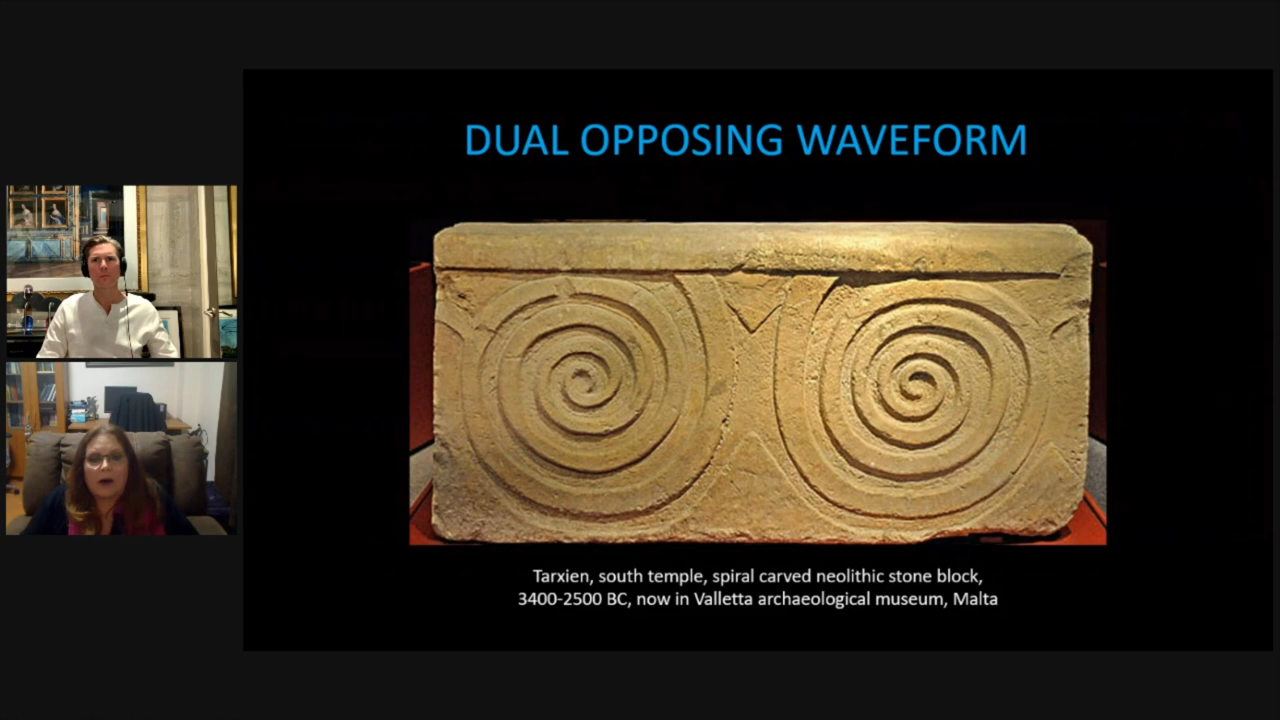 DUAL OPPOSING WAVEFORM
Tarxien, south temple, spiral carved neolithic stone block,
3400-2500 BC, now in Valletta archaeological museum, Malta